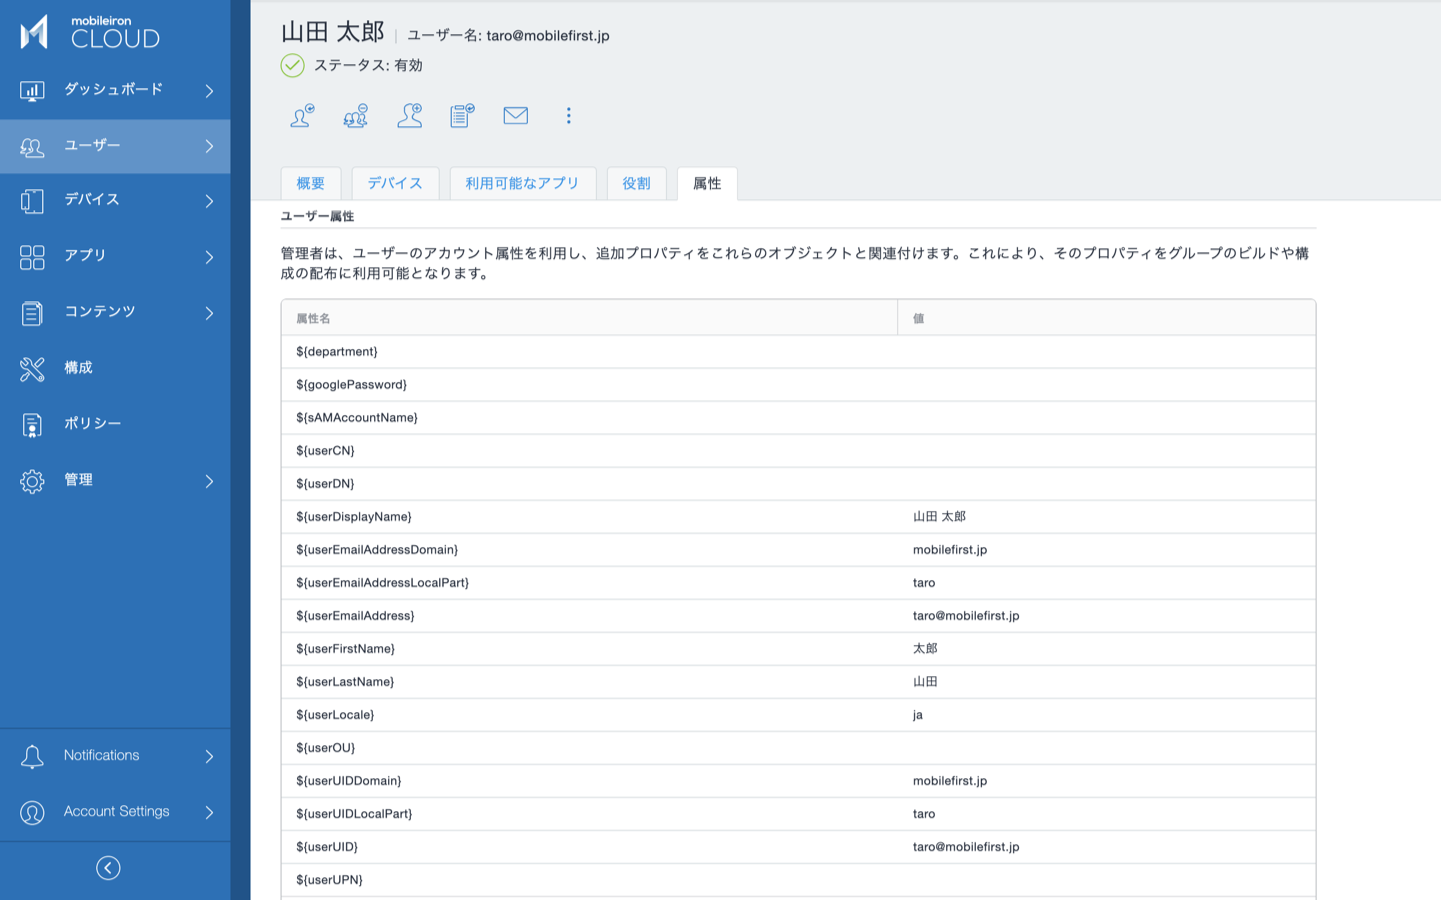 mobileiron
CLOUD
ダッシュボード
ユーザー
デバイス
アプリ
コンテンツ
構成
ポリシー
管理
Notifications
Account Settings
山田 太郎 | ユーザー名: taro@mobilefirst.jp
ステータス: 有効
概要 デバイス 利用可能なアプリ 役割 属性
ユーザー属性
管理者は、ユーザーのアカウント属性を利用し、追加プロパティをこれらのオブジェクトと関連付けます。これにより、そのプロパティをグループのビルドや構
成の配布に利用可能となります。
属性名 値
${department}
${googlePassword}
${sAMAccountName}
${userCN}
${userDN}
${userDisplayName} 山田 太郎
${userEmailAddressDomain} mobilefirst.jp
${userEmailAddressLocalPart} taro
${userEmailAddress} taro@mobilefirst.jp
${userFirstName} 太郎
${userLastName} 山田
${userLocale} ja
${userOU}
${userUIDDomain} mobilefirst.jp
${userUIDLocalPart} taro
${userUID} taro@mobilefirst.jp
${userUPN}